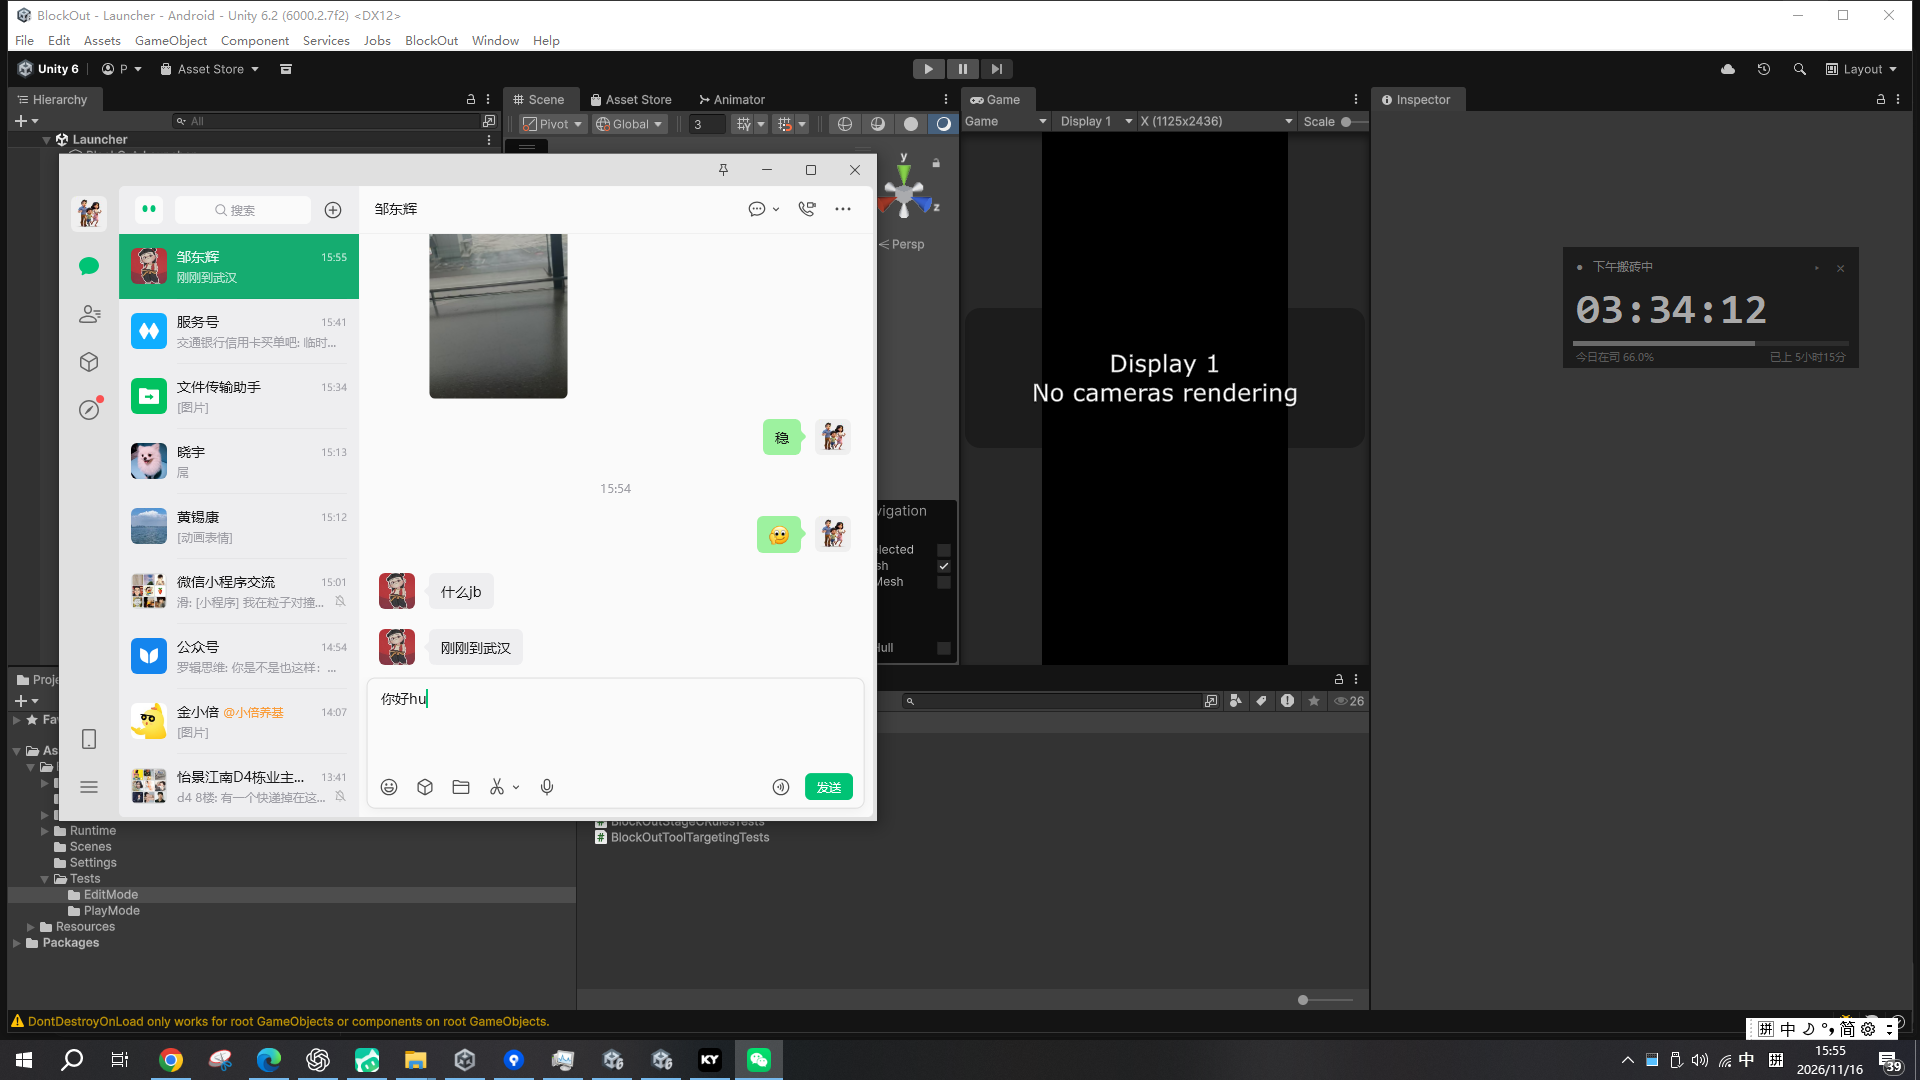 BlockOut - Launcher - Android - Unity 6.2 (6000.2.7f2) <DX12>
File Edit Assets GameObject Component Services Jobs BlockOut Window Help
Unity 6 P Asset Store Layout
Hierarchy
All
Launcher
Scene Asset Store Animator
Pivot Global 3
y
z
Persp
Game
Game Display 1 X (1125x2436) Scale
Display 1
No cameras rendering
Inspector
下午搬砖中
03:34:12
今日在司 66.0% 已上 5小时15分
搜索
邹东辉 15:55
刚刚到武汉
服务号 15:41
交通银行信用卡买单吧: 临时...
文件传输助手 15:34
[图片]
晓宇 15:13
屌
黄锡康 15:12
[动画表情]
微信小程序交流 15:01
滑: [小程序] 我在粒子对撞...
公众号 14:54
罗辑思维: 你是不是也这样: ...
金小倍 @小倍养基 14:07
[图片]
怡景江南D4栋业主... 13:41
d4 8楼: 有一个快递掉在这...
邹东辉
稳
15:54
什么jb
刚刚到武汉
你好hu
发送
vigation
lected
sh
Mesh
Hull
Proje
Fa
As
Runtime
Scenes
Settings
Tests
EditMode
PlayMode
Resources
Packages
26
BlockOutStageCRulesTests
BlockOutToolTargetingTests
DontDestroyOnLoad only works for root GameObjects or components on root GameObjects.
拼 中 简
KY
中 拼
15:55
2026/11/16
39